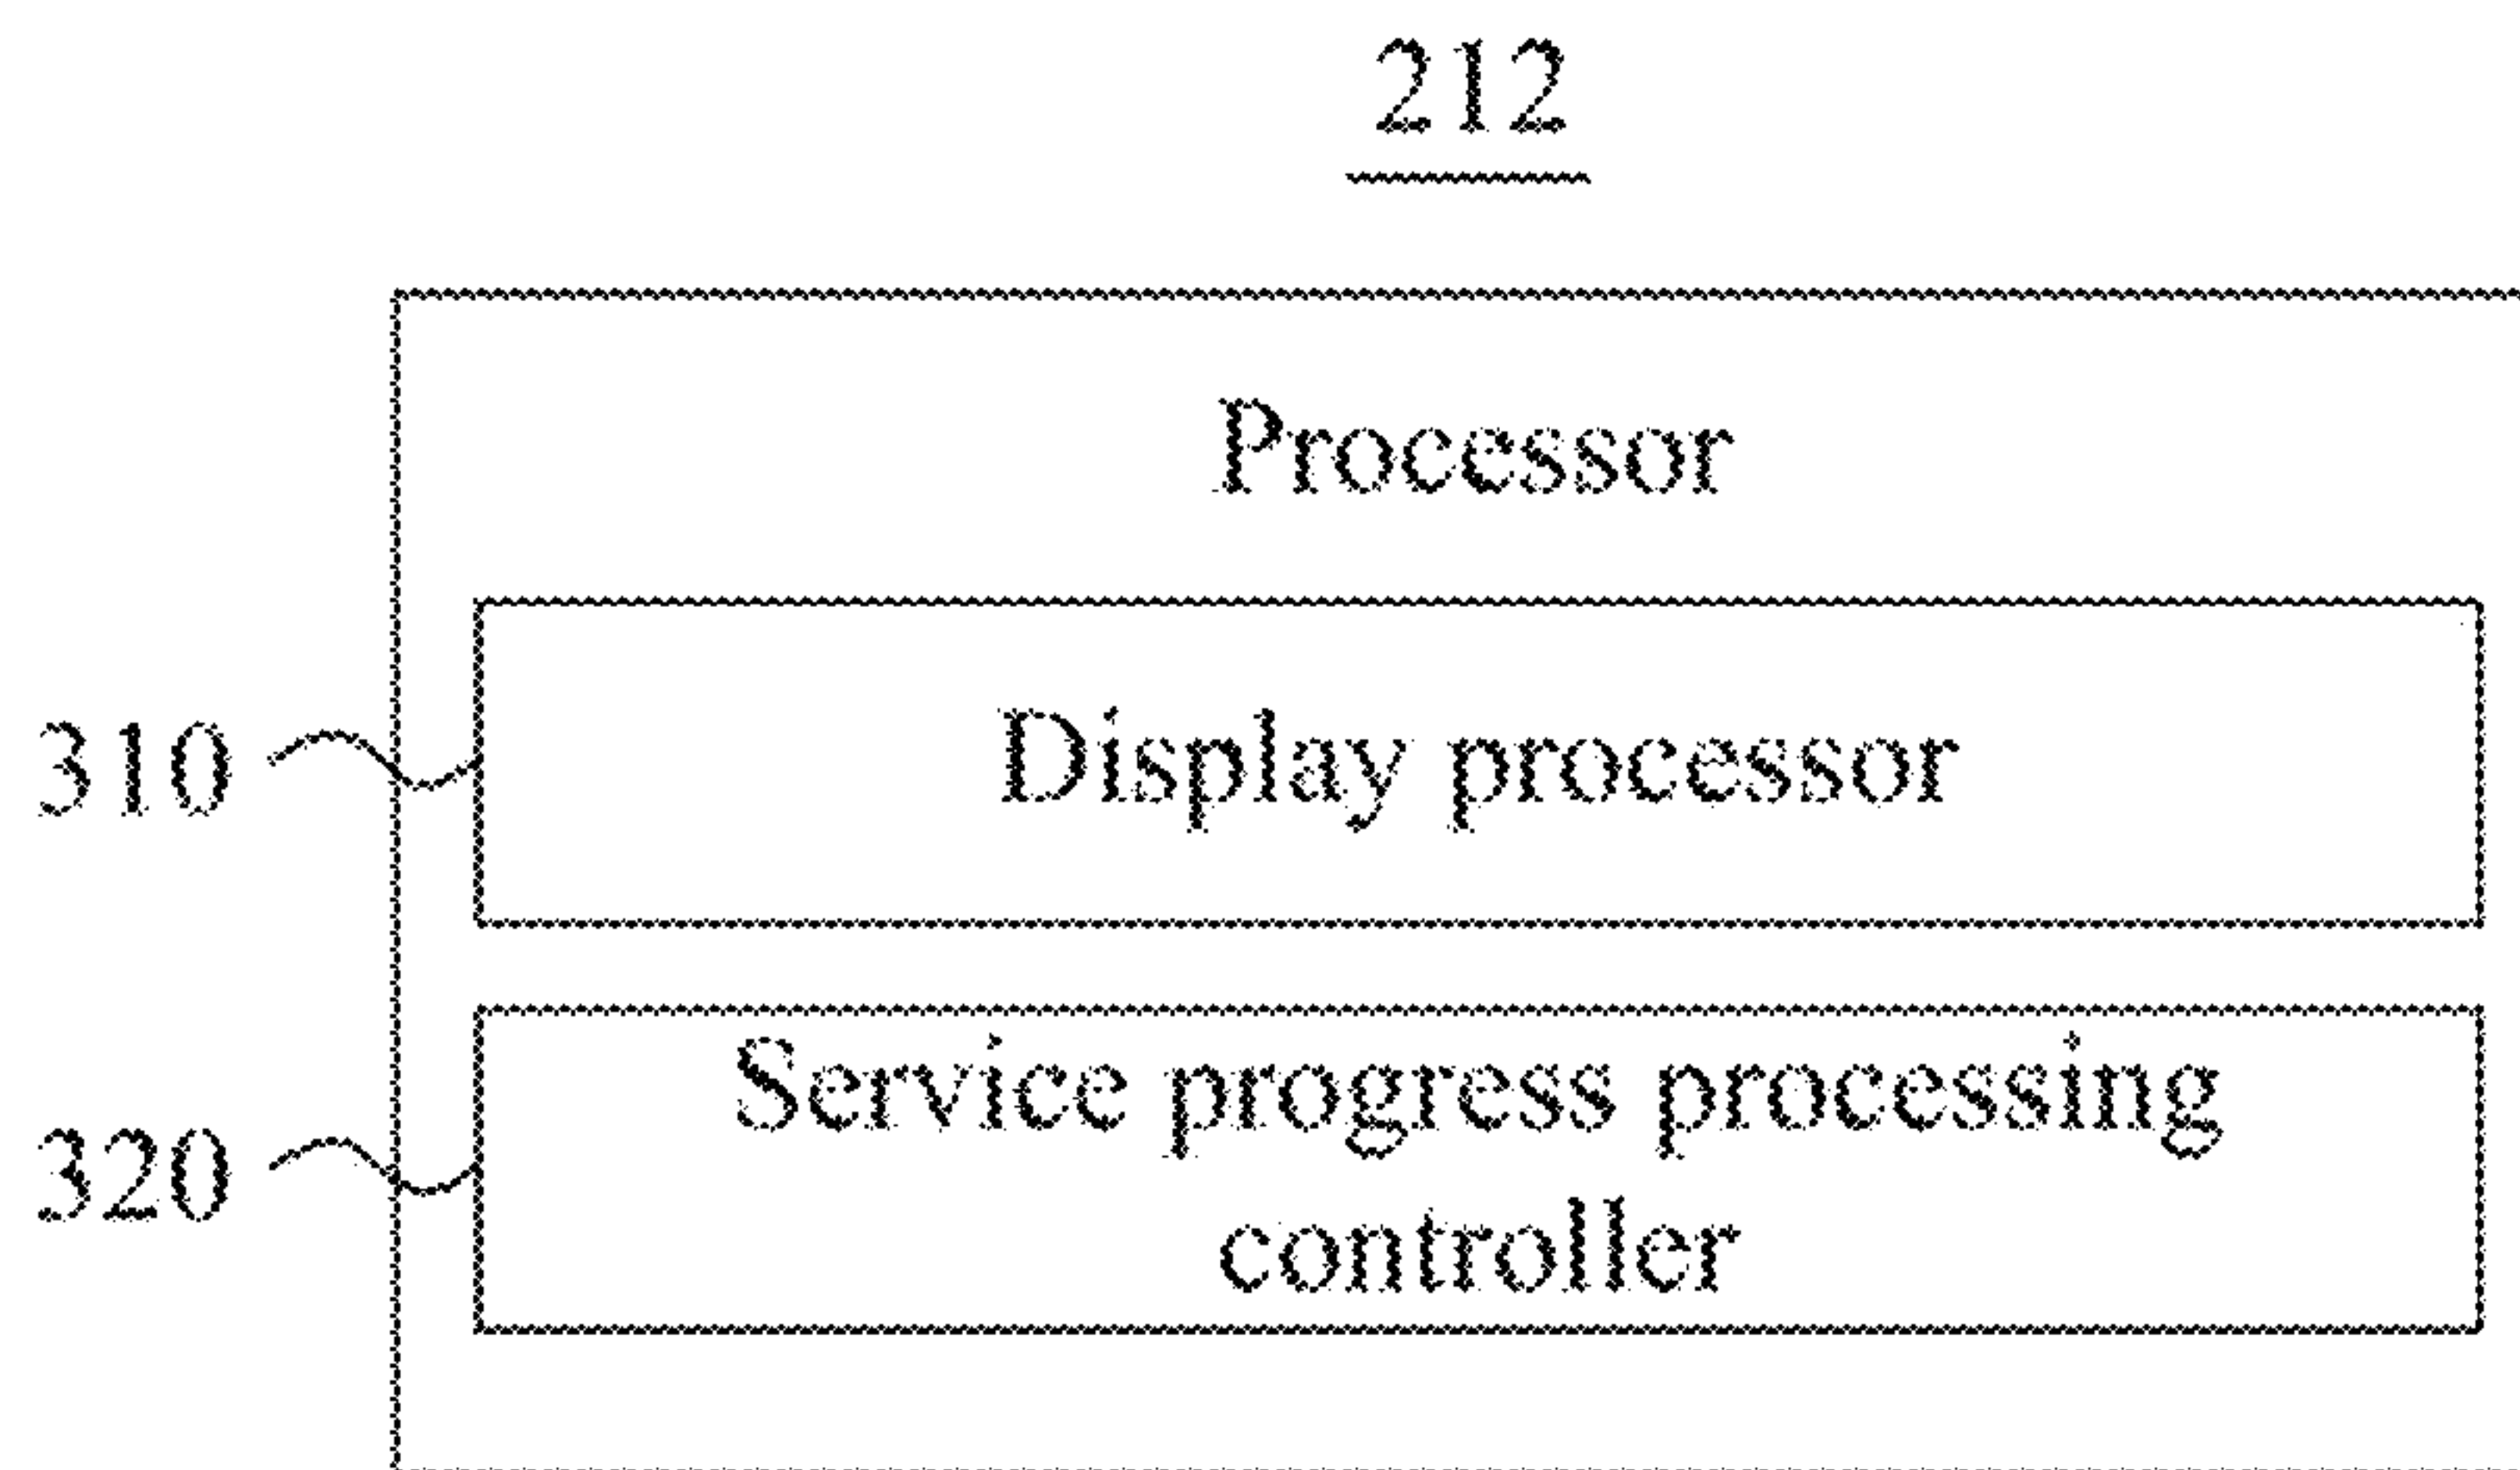 212
Processor
310
Display processor
320
Service progress processing
controller